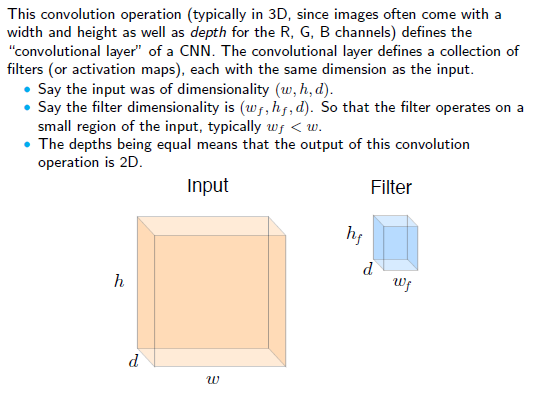 This convolution operation (typically in 3D, since images often come with a
width and height as well as depth for the R, G, B channels) defines the
"convolutional layer" of a CNN. The convolutional layer defines a collection of
filters (or activation maps), each with the same dimension as the input.
• Say the input was of dimensionality (w, h, d).
• Say the filter dimensionality is (w_f, h_f, d). So that the filter operates on a
small region of the input, typically w_f < w.
• The depths being equal means that the output of this convolution
operation is 2D.
Input
Filter
h_f
d
w_f
h
d
w